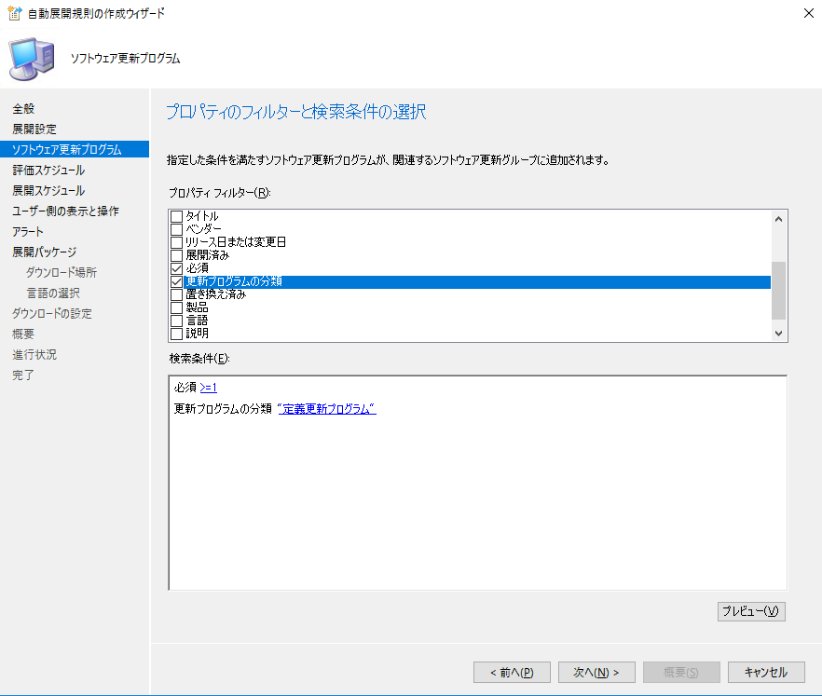 自動展開規則の作成ウィザード
ソフトウェア更新プログラム
全般
展開設定
ソフトウェア更新プログラム
評価スケジュール
展開スケジュール
ユーザー側の表示と操作
アラート
展開パッケージ
ダウンロード場所
言語の選択
ダウンロードの設定
概要
進行状況
完了
プロパティのフィルターと検索条件の選択
指定した条件を満たすソフトウェア更新プログラムが、関連するソフトウェア更新グループに追加されます。
プロパティ フィルター(R):
タイトル
ベンダー
リリース日または変更日
展開済み
必須
更新プログラムの分類
置き換え済み
製品
言語
説明
検索条件(E):
必須 >=1
更新プログラムの分類 "定義更新プログラム"
プレビュー(V)
< 前へ(P)
次へ(N) >
概要(S)
キャンセル